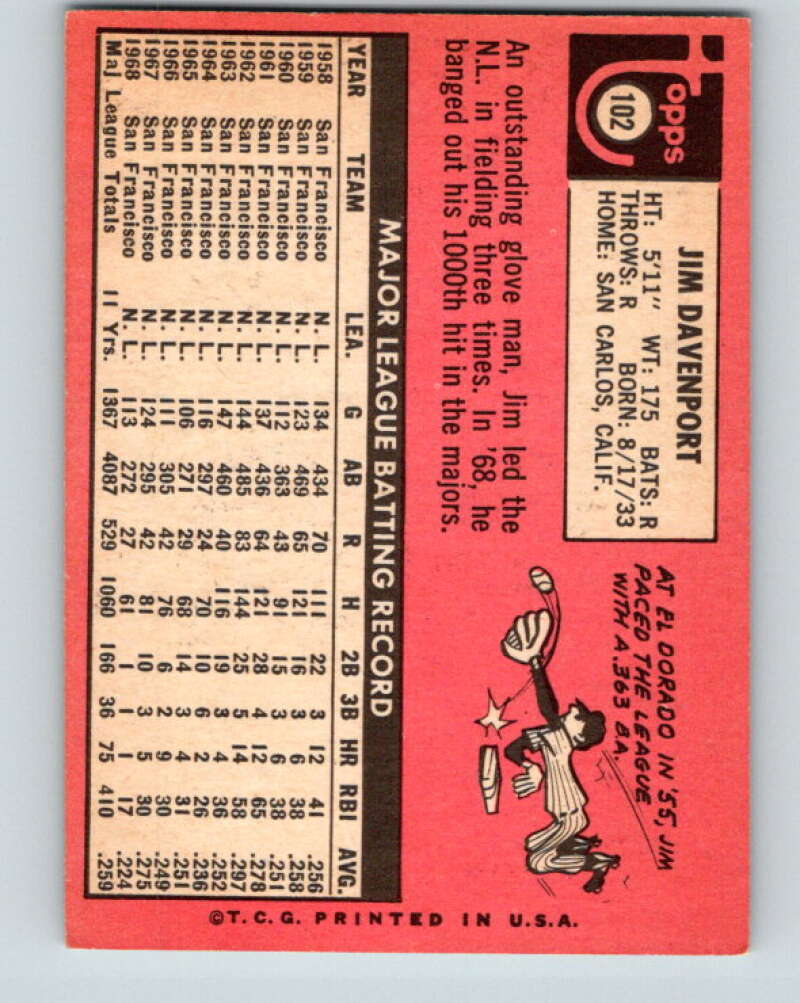 Topps
102
JIM DAVENPORT
HT: 5'11" WT: 175 BATS: R
THROWS: R BORN: 8/17/33
HOME: SAN CARLOS, CALIF.
An outstanding glove man, Jim led the
N.L. in fielding three times. In '68, he
banged out his 1000th hit in the majors.
AT EL DORADO IN '55, JIM
PACED THE LEAGUE
WITH A .363 B.A.
MAJOR LEAGUE BATTING RECORD
YEAR TEAM LEA. G AB R H 2B 3B HR RBI AVG.
1958 San Francisco N.L. 134 434 70 111 22 3 12 41 .256
1959 San Francisco N.L. 123 469 65 121 16 3 6 38 .258
1960 San Francisco N.L. 112 363 43 91 15 3 6 38 .251
1961 San Francisco N.L. 137 436 64 121 28 4 12 65 .278
1962 San Francisco N.L. 144 485 83 144 25 5 14 58 .297
1963 San Francisco N.L. 147 460 40 116 19 3 4 36 .252
1964 San Francisco N.L. 116 297 24 70 10 6 2 26 .236
1965 San Francisco N.L. 106 271 29 68 14 3 4 31 .251
1966 San Francisco N.L. 111 305 42 76 6 2 9 30 .249
1967 San Francisco N.L. 124 295 42 81 10 3 5 30 .275
1968 San Francisco N.L. 113 272 27 61 1 1 1 17 .224
Maj League Totals 11 Yrs. 1367 4087 529 1060 166 36 75 410 .259
©T.C.G. PRINTED IN U.S.A.